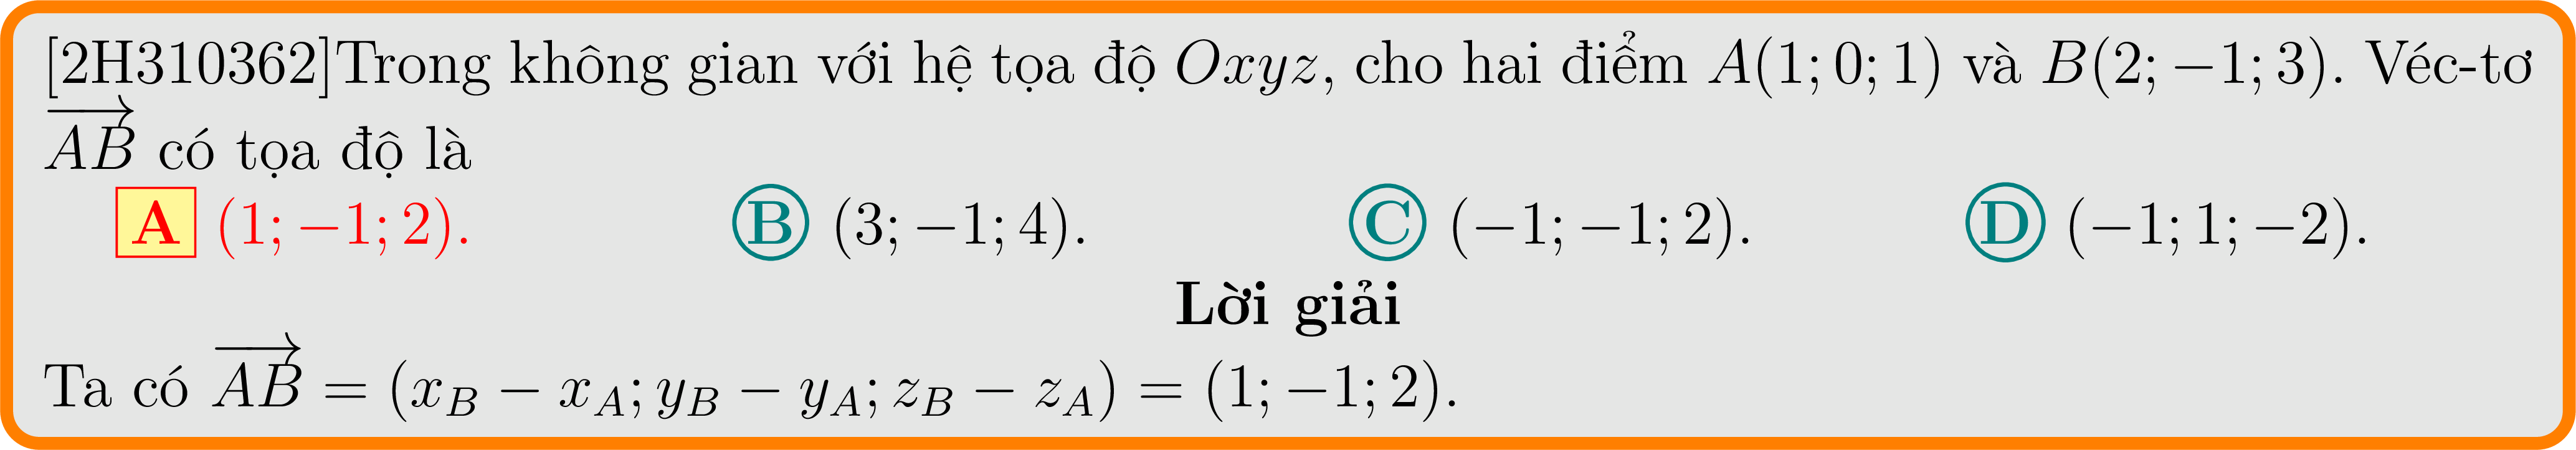 [2H310362]Trong không gian với hệ tọa độ Oxyz, cho hai điểm A(1; 0; 1) và B(2; −1; 3). Véc-tơ
$\overrightarrow{AB}$ có tọa độ là
A (1; −1; 2). B (3; −1; 4). C (−1; −1; 2). D (−1; 1; −2).
Lời giải
Ta có $\overrightarrow{AB} = (x_B − x_A; y_B − y_A; z_B − z_A) = (1; −1; 2).$